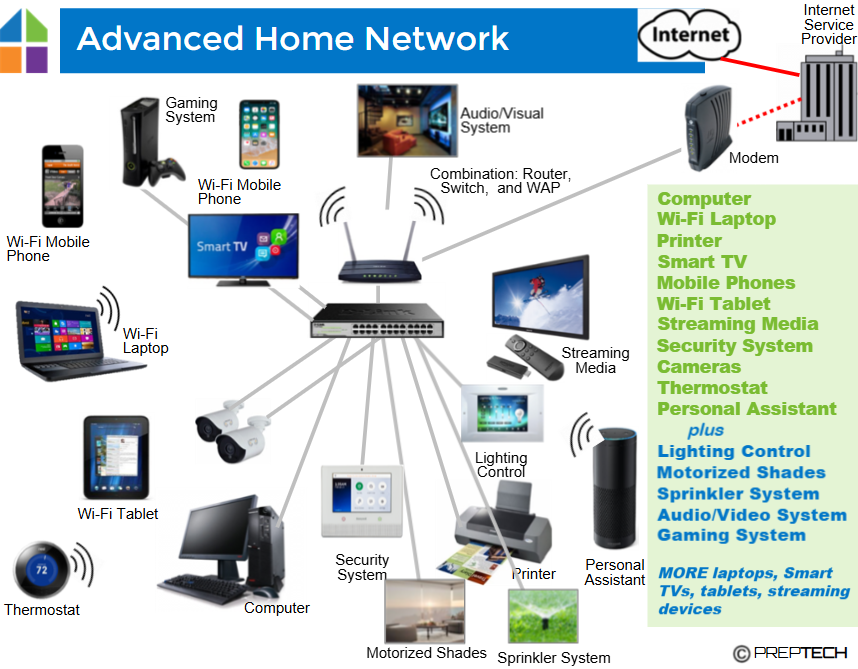 Advanced Home Network
Internet
Internet
Service
Provider
Gaming
System
Audio/Visual
System
Modem
Wi-Fi Mobile
Phone
Combination: Router,
Switch, and WAP
Wi-Fi Mobile
Phone
Smart TV
Wi-Fi
Laptop
Streaming
Media
Lighting
Control
Wi-Fi Tablet
Security
System
Printer
Personal
Assistant
72
Thermostat
Computer
Motorized Shades
Sprinkler System
Computer
Wi-Fi Laptop
Printer
Smart TV
Mobile Phones
Wi-Fi Tablet
Streaming Media
Security System
Cameras
Thermostat
Personal Assistant
plus
Lighting Control
Motorized Shades
Sprinkler System
Audio/Video System
Gaming System
MORE laptops, Smart
TVs, tablets, streaming
devices
© PREPTECH